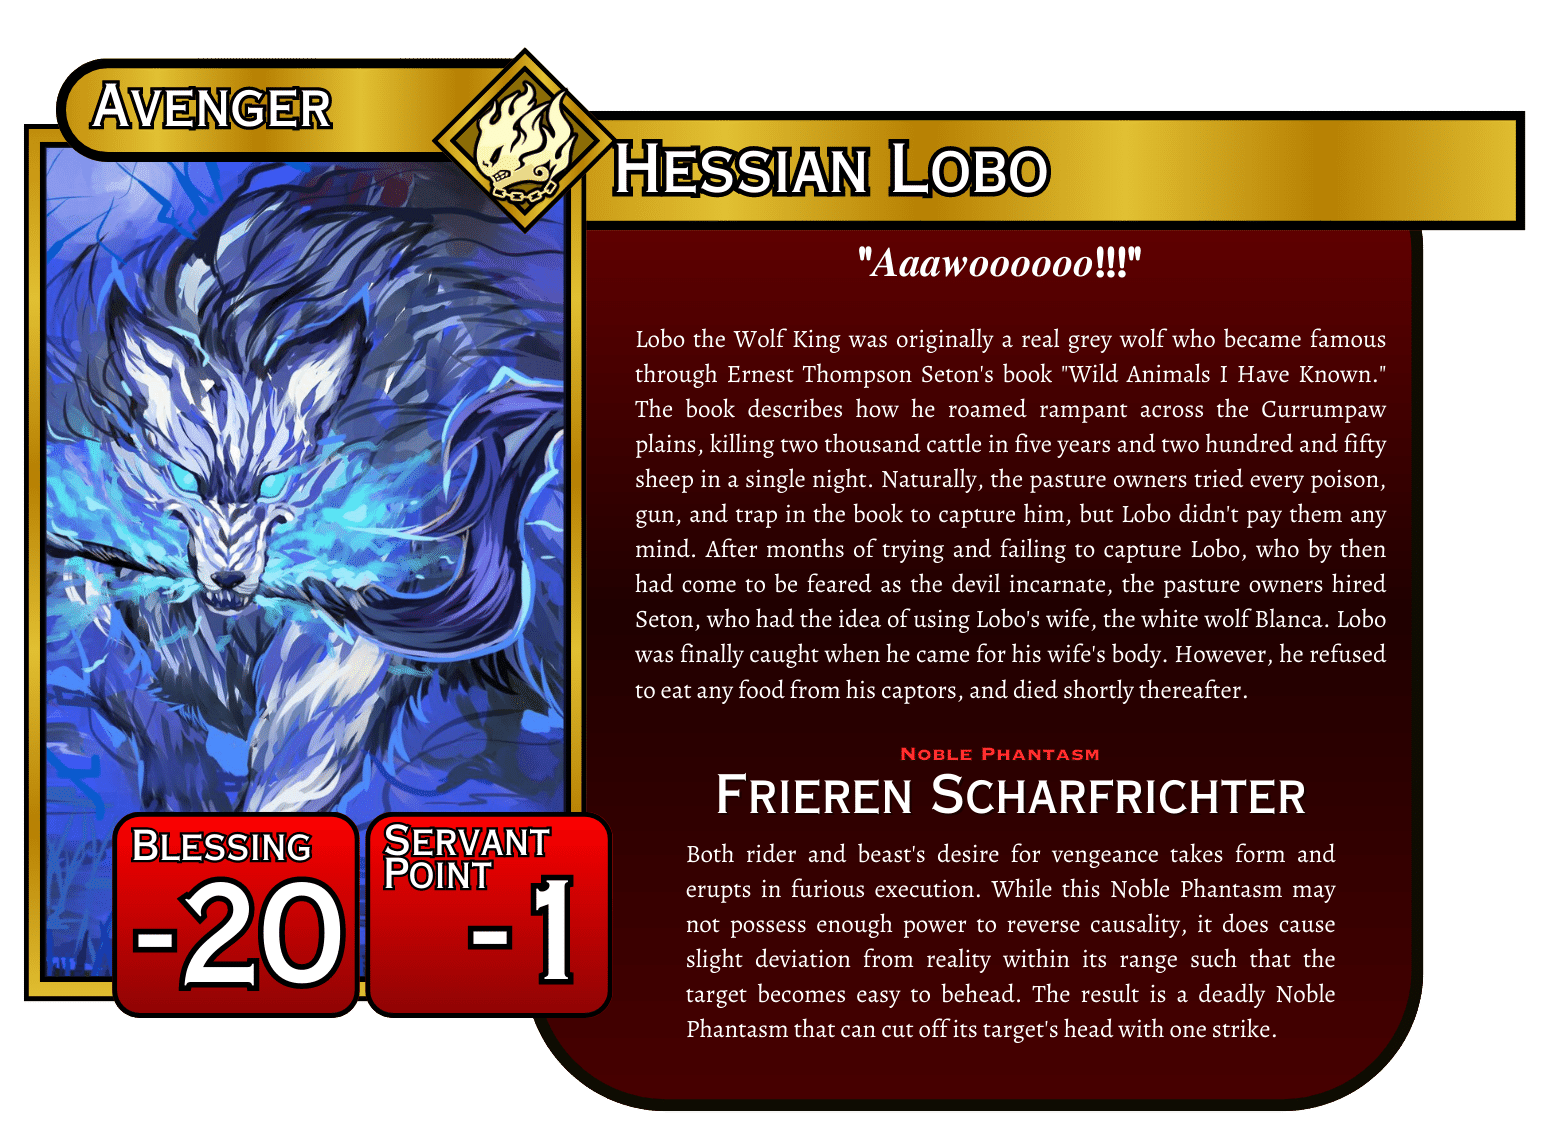 Avenger
Hessian Lobo
"Aaawoooooo!!!"
Lobo the Wolf King was originally a real grey wolf who became famous
through Ernest Thompson Seton's book "Wild Animals I Have Known."
The book describes how he roamed rampant across the Currumpaw
plains, killing two thousand cattle in five years and two hundred and fifty
sheep in a single night. Naturally, the pasture owners tried every poison,
gun, and trap in the book to capture him, but Lobo didn't pay them any
mind. After months of trying and failing to capture Lobo, who by then
had come to be feared as the devil incarnate, the pasture owners hired
Seton, who had the idea of using Lobo's wife, the white wolf Blanca. Lobo
was finally caught when he came for his wife's body. However, he refused
to eat any food from his captors, and died shortly thereafter.
Noble Phantasm
Frieren Scharfrichter
Both rider and beast's desire for vengeance takes form and
erupts in furious execution. While this Noble Phantasm may
not possess enough power to reverse causality, it does cause
slight deviation from reality within its range such that the
target becomes easy to behead. The result is a deadly Noble
Phantasm that can cut off its target's head with one strike.
Blessing
-20
Servant
Point
-1